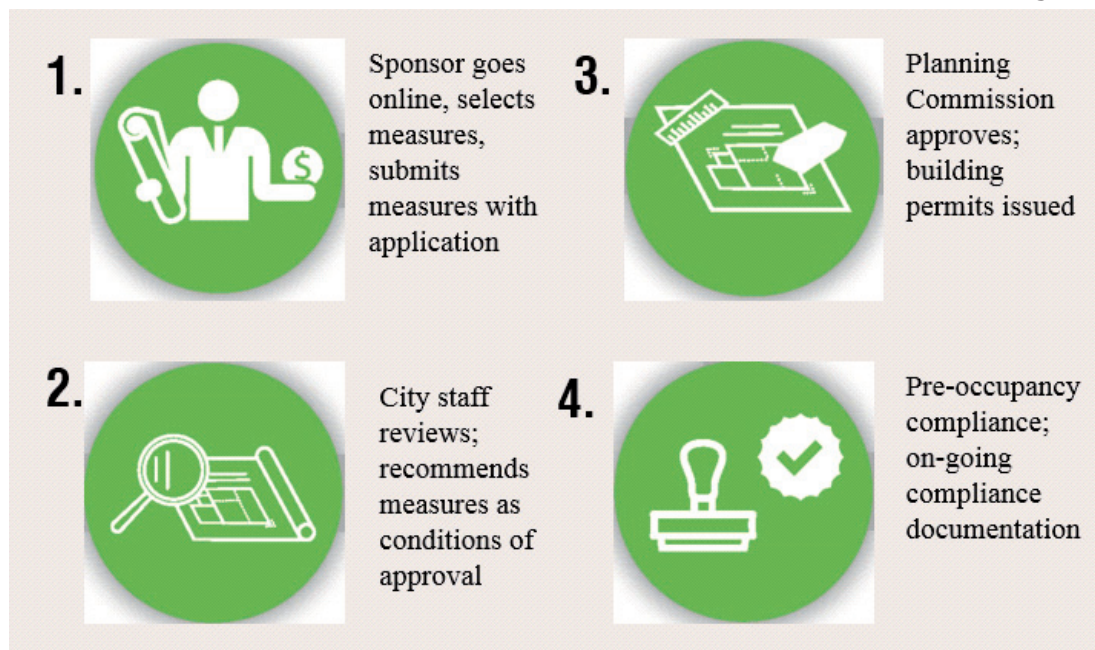 1.
Sponsor goes
online, selects
measures,
submits
measures with
application
2.
City staff
reviews;
recommends
measures as
conditions of
approval
3.
Planning
Commission
approves;
building
permits issued
4.
Pre-occupancy
compliance;
on-going
compliance
documentation
$